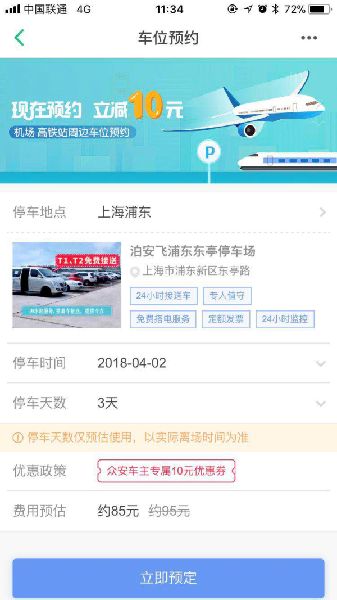 中国联通 4G 11:34 72%
车位预约
现在预约 立减10元
机场 高铁站周边车位预约
P
停车地点 上海浦东
T1、T2免费接送
泊安飞浦东东亭停车场
上海市浦东新区东亭路
24小时接送车 专人值守
免费搭电服务 定额发票 24小时监控
停车时间 2018-04-02
停车天数 3天
停车天数仅预估使用，以实际离场时间为准
优惠政策 众安车主专属10元优惠券
费用预估 约85元 约95元
立即预定